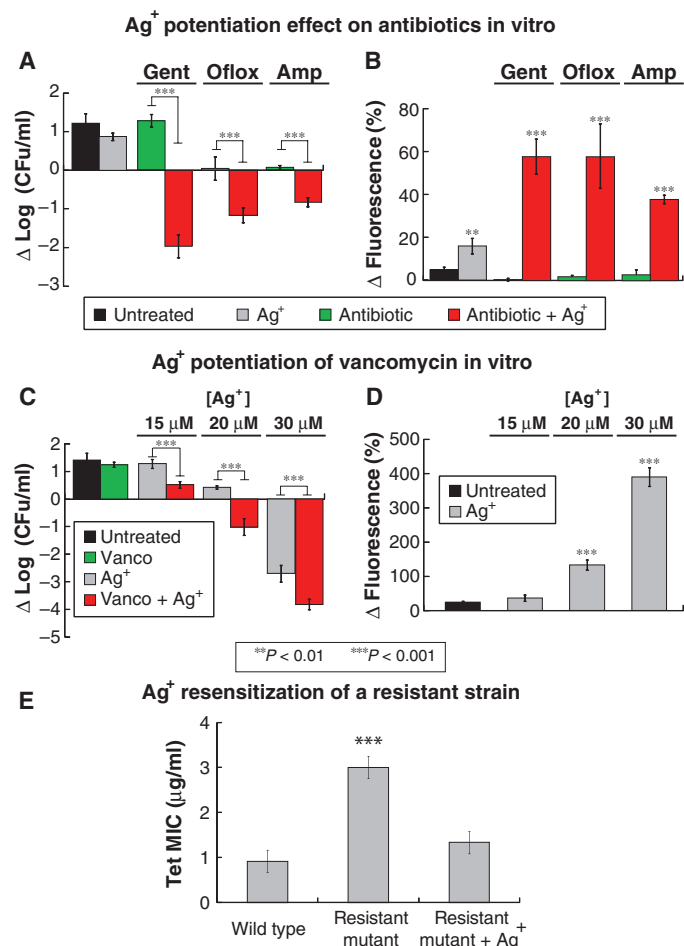 Ag+ potentiation effect on antibiotics in vitro
A
Gent Oflox Amp
Δ Log (CFu/ml)
2
1
0
−1
−2
−3
***
***
***
B
Gent Oflox Amp
Δ Fluorescence (%)
80
60
40
20
0
**
***
***
***
Untreated Ag+ Antibiotic Antibiotic + Ag+
Ag+ potentiation of vancomycin in vitro
C
[Ag+]
15 μM 20 μM 30 μM
Δ Log (CFu/ml)
2
1
0
−1
−2
−3
−4
−5
***
***
***
Untreated
Vanco
Ag+
Vanco + Ag+
D
[Ag+]
15 μM 20 μM 30 μM
Δ Fluorescence (%)
500
400
300
200
100
0
Untreated
Ag+
***
***
**P < 0.01 ***P < 0.001
Ag+ resensitization of a resistant strain
E
Tet MIC (μg/ml)
4
3
2
1
0
***
Wild type
Resistant
mutant
Resistant
mutant + Ag+